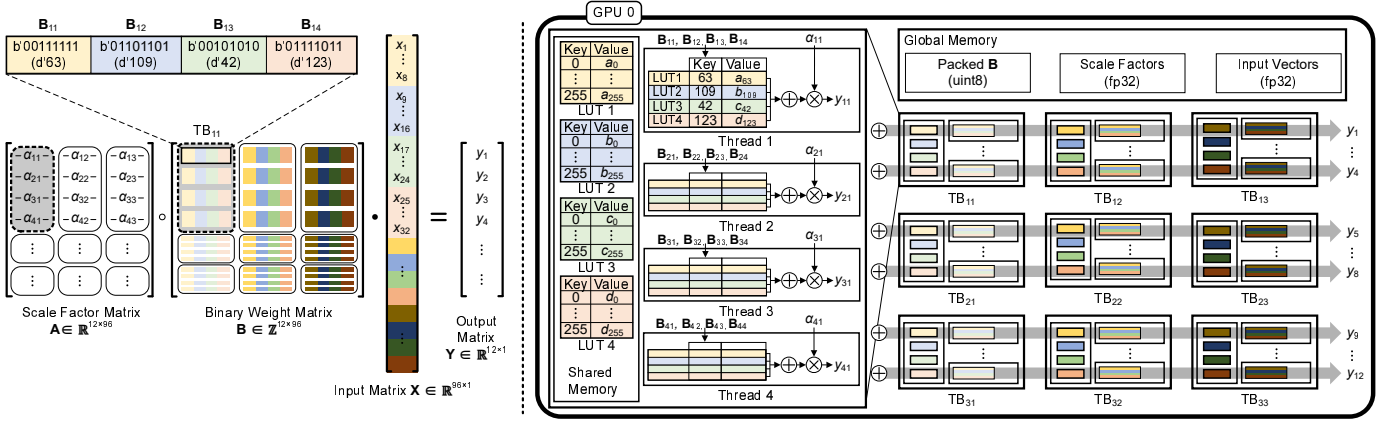 B11 B12 B13 B14
b'00111111 b'01101101 b'00101010 b'01111011
(d'63) (d'109) (d'42) (d'123)
TB11
-α11- -α12- -α13-
-α21- -α22- -α23-
-α31- -α32- -α33-
-α41- -α42- -α43-
⋮ ⋮ ⋮
⋮ ⋮ ⋮
Scale Factor Matrix
A ∈ ℝ12×96
∘
Binary Weight Matrix
B ∈ ℤ12×96
•
x1
⋮
x8
x9
⋮
x16
x17
⋮
x24
x25
⋮
x32
⋮
⋮
Input Matrix X ∈ ℝ96×1
=
y1
y2
y3
y4
⋮
⋮
Output
Matrix
Y ∈ ℝ12×1
GPU 0
Key Value
0 a0
⋮ ⋮
255 a255
LUT 1
Key Value
0 b0
⋮ ⋮
255 b255
LUT 2
Key Value
0 c0
⋮ ⋮
255 c255
LUT 3
Key Value
0 d0
⋮ ⋮
255 d255
LUT 4
Shared
Memory
B11, B12, B13, B14 α11
Key Value
LUT1 63 a63
LUT2 109 b109
LUT3 42 c42
LUT4 123 d123
y11
Thread 1
B21, B22, B23, B24 α21
y21
Thread 2
B31, B32, B33, B34 α31
y31
Thread 3
B41, B42, B43, B44 α41
y41
Thread 4
Global Memory
Packed B
(uint8)
Scale Factors
(fp32)
Input Vectors
(fp32)
⋮ ⋮ ⋮
y1
⋮
y4
TB11 TB12 TB13
⋮ ⋮ ⋮
y5
⋮
y8
TB21 TB22 TB23
⋮ ⋮ ⋮
y9
⋮
y12
TB31 TB32 TB33